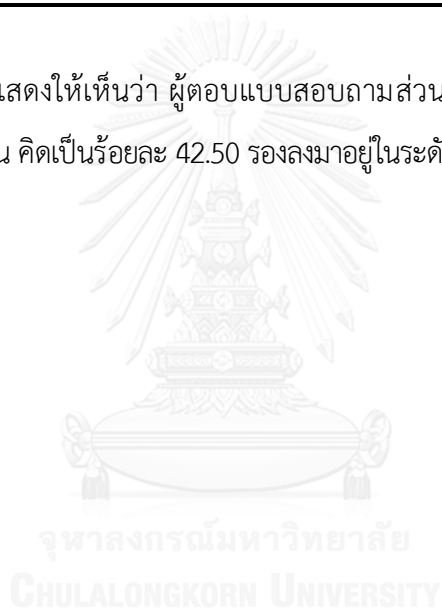 แสดงให้เห็นว่า ผู้ตอบแบบสอบถามส่วน
น คิดเป็นร้อยละ 42.50 รองลงมาอยู่ในระดั
จุฬาลงกรณ์มหาวิทยาลัย
CHULALONGKORN UNIVERSITY